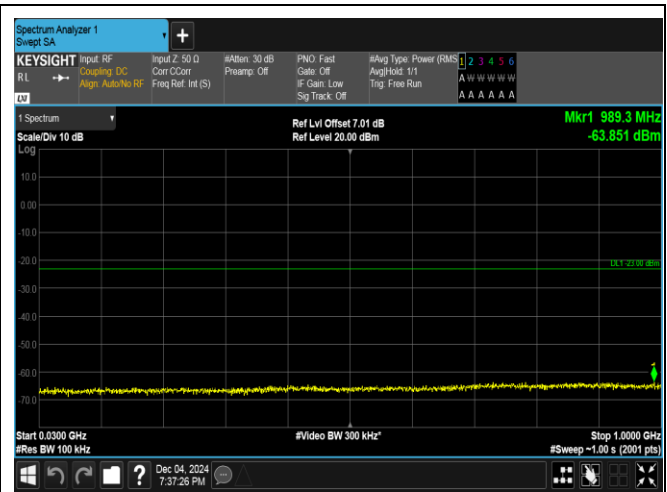 Spectrum Analyzer 1
Swept SA
KEYSIGHT
RL
LXI
Input: RF
Coupling: DC
Align: Auto/No RF
Input Z: 50 Ω
Corr CCorr
Freq Ref: Int (S)
#Atten: 30 dB
Preamp: Off
PNO: Fast
Gate: Off
IF Gain: Low
Sig Track: Off
#Avg Type: Power (RMS
Avg|Hold: 1/1
Trig: Free Run
1 2 3 4 5 6
A W W W W W
A A A A A A
1 Spectrum
Scale/Div 10 dB
Log
Ref Lvl Offset 7.01 dB
Ref Level 20.00 dBm
Mkr1 989.3 MHz
-63.851 dBm
10.0
0.00
-10.0
-20.0
DL1 -23.00 dBm
-30.0
-40.0
-50.0
-60.0
1
-70.0
Start 0.0300 GHz
#Res BW 100 kHz
#Video BW 300 kHz*
Stop 1.0000 GHz
#Sweep ~1.00 s (2001 pts)
?
Dec 04, 2024
7:37:26 PM